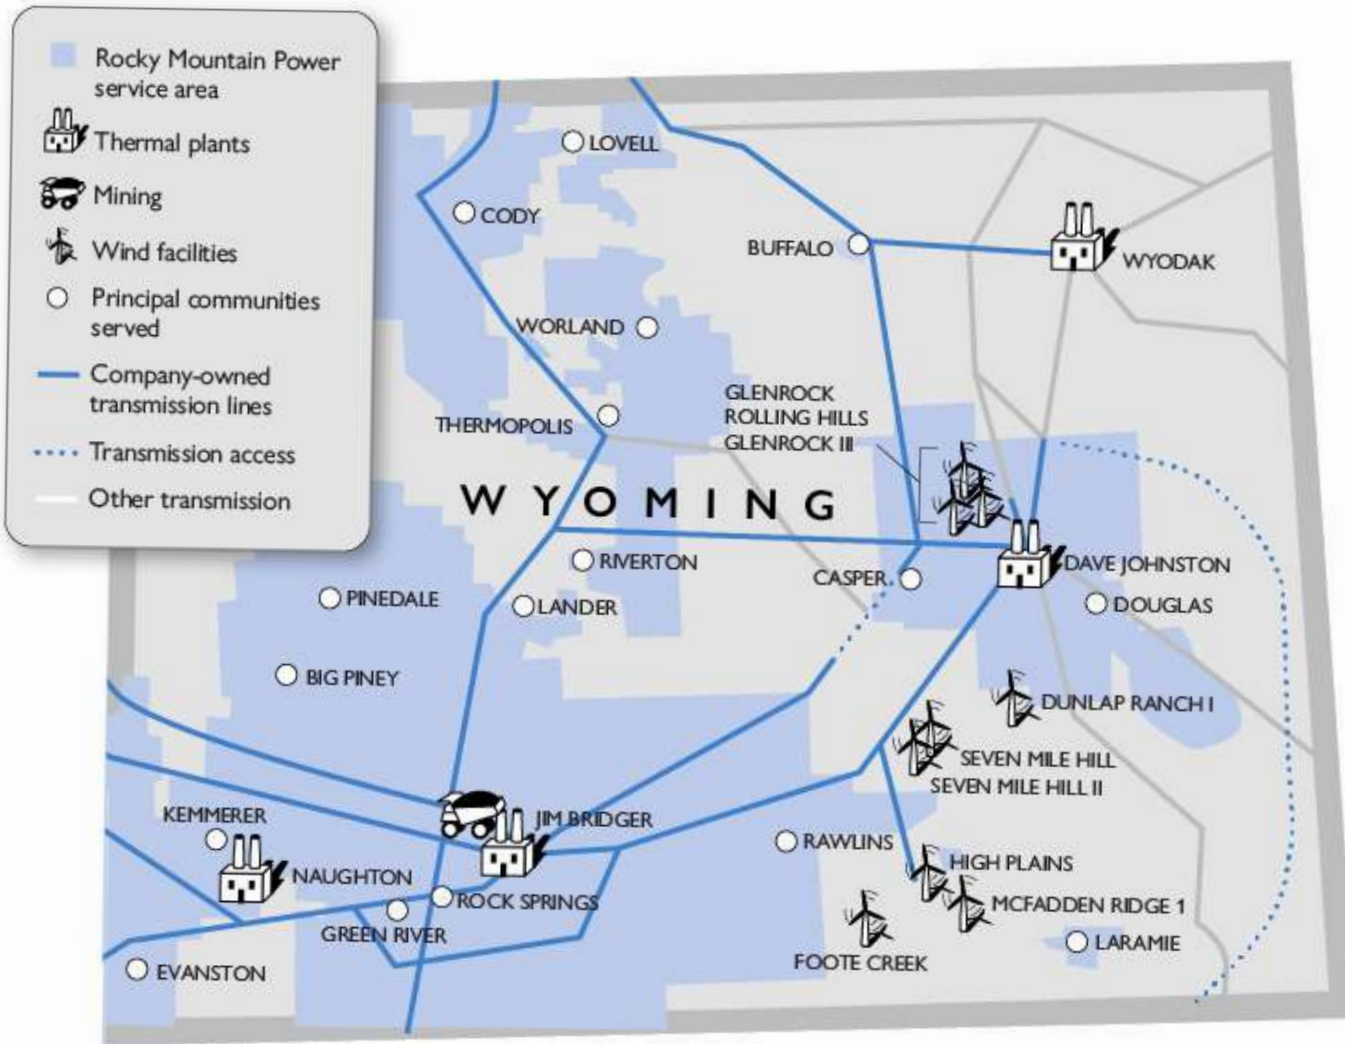 Rocky Mountain Power
service area
Thermal plants
Mining
Wind facilities
Principal communities
served
Company-owned
transmission lines
Transmission access
Other transmission
LOVELL
CODY
BUFFALO
WYODAK
WORLAND
THERMOPOLIS
GLENROCK
ROLLING HILLS
GLENROCK III
WYOMING
RIVERTON
CASPER
DAVE JOHNSTON
PINEDALE
LANDER
DOUGLAS
BIG PINEY
DUNLAP RANCH I
SEVEN MILE HILL
SEVEN MILE HILL II
KEMMERER
JIM BRIDGER
RAWLINS
NAUGHTON
HIGH PLAINS
ROCK SPRINGS
MCFADDEN RIDGE 1
GREEN RIVER
LARAMIE
FOOTE CREEK
EVANSTON